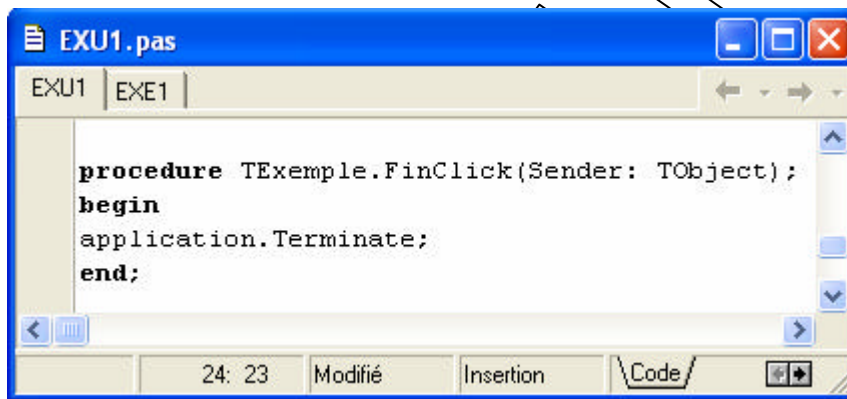 EXU1.pas
EXU1 EXE1
procedure TExemple.FinClick(Sender: TObject);
begin
application.Terminate;
end;
24: 23 Modifié Insertion \Code/